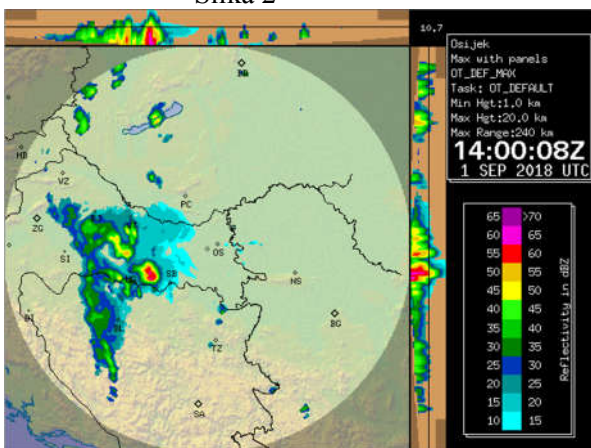 Slika 2
10,7
Osijek
Max with panels
OT_DEF_MAX
Task: OT_DEFAULT
Min Hgt:1.0 km
Max Hgt:20.0 km
Max Range:240 km
14:00:08Z
1 SEP 2018 UTC
MB
VZ
PC
ZG
SI
OS
SB
NS
BL
BG
TZ
SA
65 >70
60 65
55 60
50 55
45 50
40 45
35 40
30 35
25 30
20 25
15 20
10 15
Reflectivity in dBZ